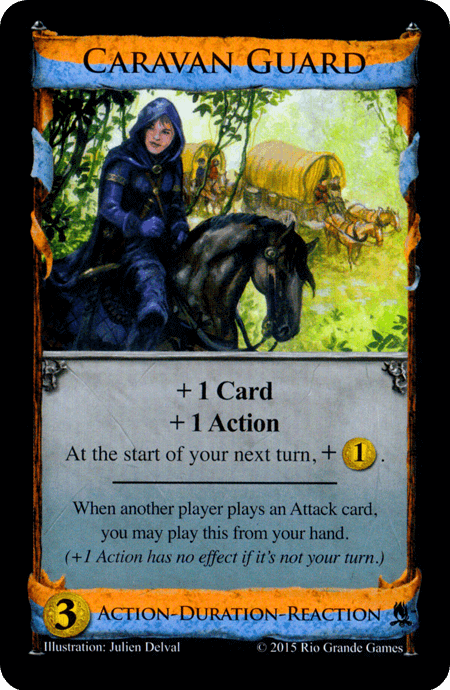 CARAVAN GUARD
+1 Card
+1 Action
At the start of your next turn, + 1 .
When another player plays an Attack card,
you may play this from your hand.
(+1 Action has no effect if it's not your turn.)
3 ACTION-DURATION-REACTION
Illustration: Julien Delval © 2015 Rio Grande Games